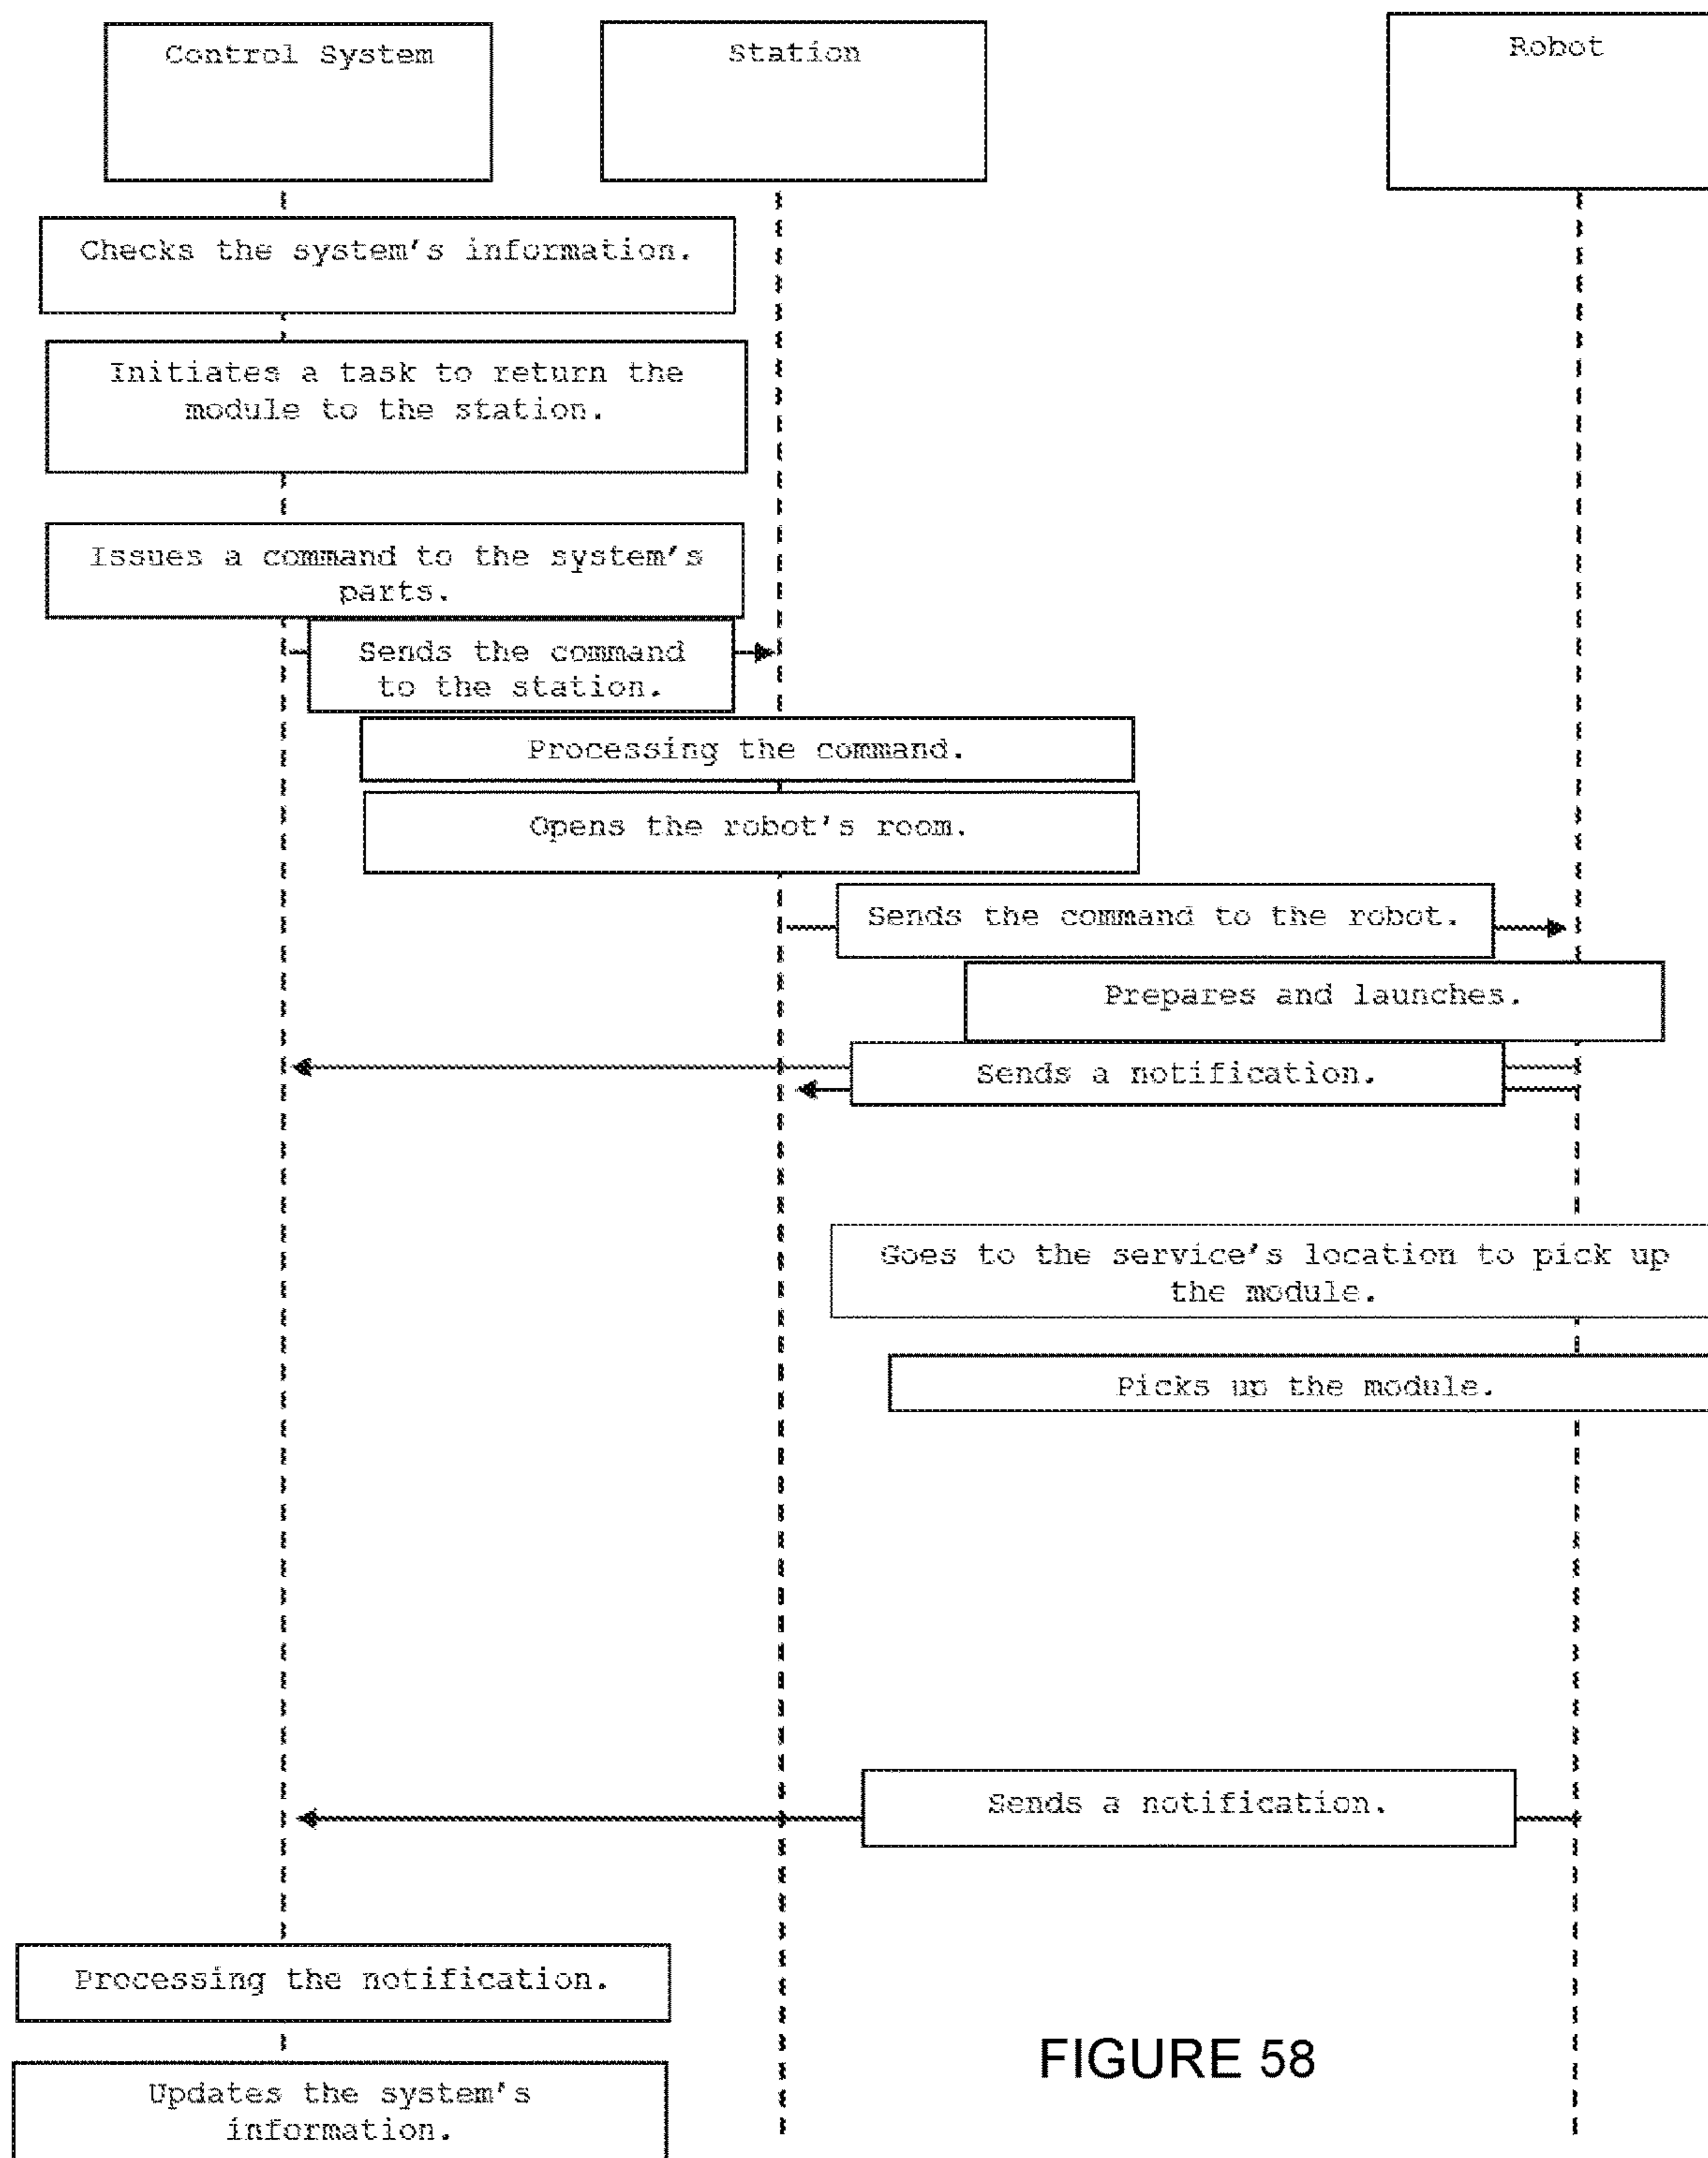 Control System
Station
Robot
Checks the system's information.
Initiates a task to return the
module to the station.
Issues a command to the system's
parts.
Sends the command
to the station.
Processing the command.
Opens the robot's room.
Sends the command to the robot.
Prepares and launches.
Sends a notification.
Goes to the service's location to pick up
the module.
Picks up the module.
Sends a notification.
Processing the notification.
Updates the system's
information.
FIGURE 58